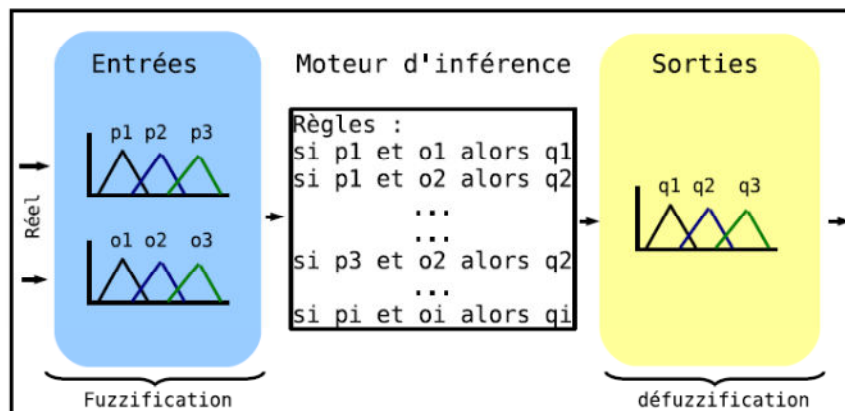 Entrées
Moteur d'inférence
Sorties
Réel
p1 p2 p3
o1 o2 o3
Règles :
si p1 et o1 alors q1
si p1 et o2 alors q2
...
...
si p3 et o2 alors q2
...
si pi et oi alors qi
q1 q2 q3
Fuzzification
défuzzification